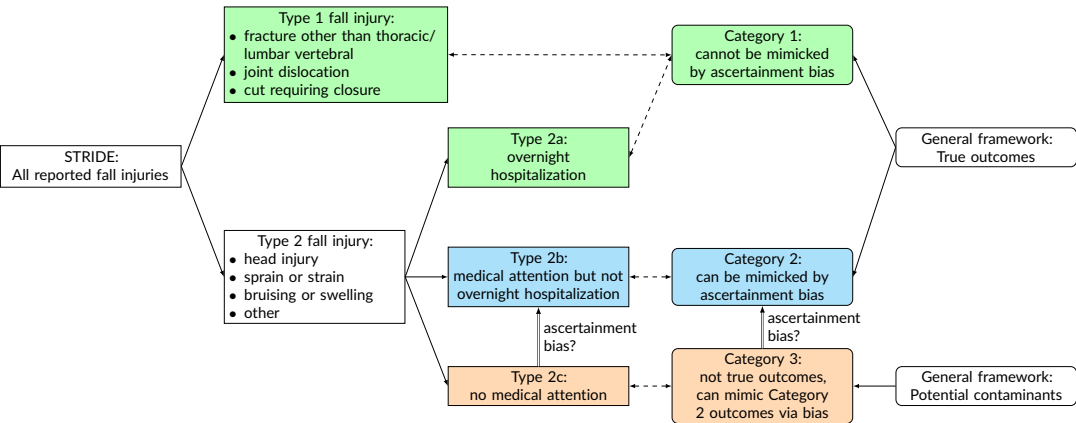 STRIDE:
All reported fall injuries
Type 1 fall injury:
• fracture other than thoracic/
lumbar vertebral
• joint dislocation
• cut requiring closure
Type 2 fall injury:
• head injury
• sprain or strain
• bruising or swelling
• other
Type 2a:
overnight
hospitalization
Type 2b:
medical attention but not
overnight hospitalization
ascertainment
bias?
Type 2c:
no medical attention
Category 1:
cannot be mimicked
by ascertainment bias
Category 2:
can be mimicked by
ascertainment bias
ascertainment
bias?
Category 3:
not true outcomes,
can mimic Category
2 outcomes via bias
General framework:
True outcomes
General framework:
Potential contaminants